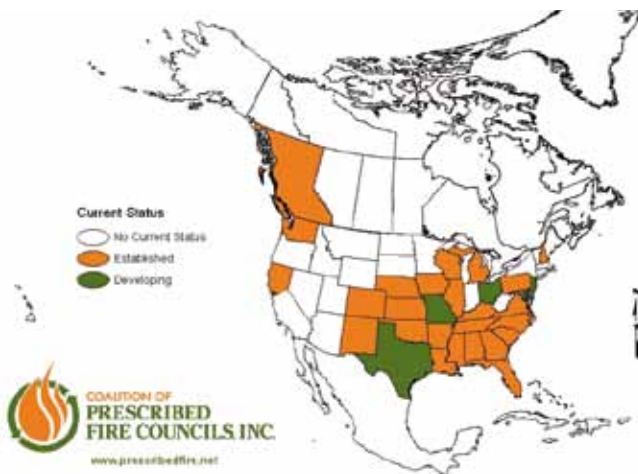 Current Status
No Current Status
Established
Developing
COALITION OF
PRESCRIBED
FIRE COUNCILS, INC.
www.prescribedfire.net